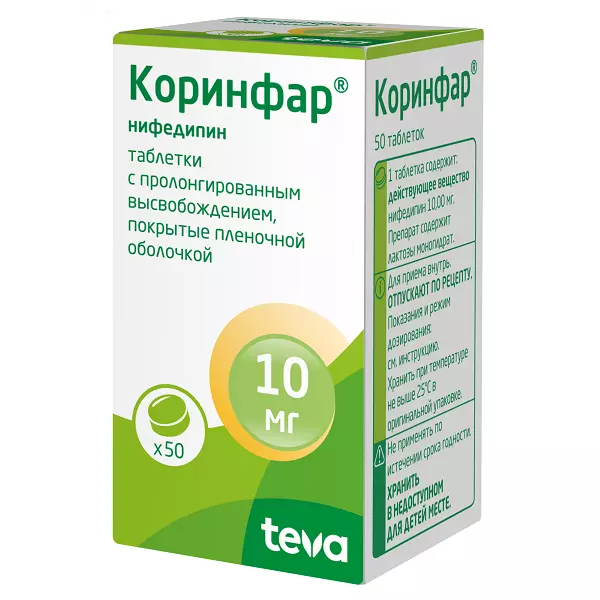 10 мг
Коринфар®
нифедипин
таблетки
с пролонгированным
высвобождением,
покрытые пленочной
оболочкой
10
мг
x50
teva
Коринфар®
50 таблеток
1 таблетка содержит:
действующее вещество
нифедипин 10,00 мг.
Препарат содержит
лактозы моногидрат.
Для приема внутрь.
ОТПУСКАЮТ ПО РЕЦЕПТУ.
Показания и режим
дозирования:
см. инструкцию.
Хранить при температуре
не выше 25°С в
оригинальной упаковке.
Не применять по
истечении срока годности.
ХРАНИТЬ
В НЕДОСТУПНОМ
ДЛЯ ДЕТЕЙ МЕСТЕ.